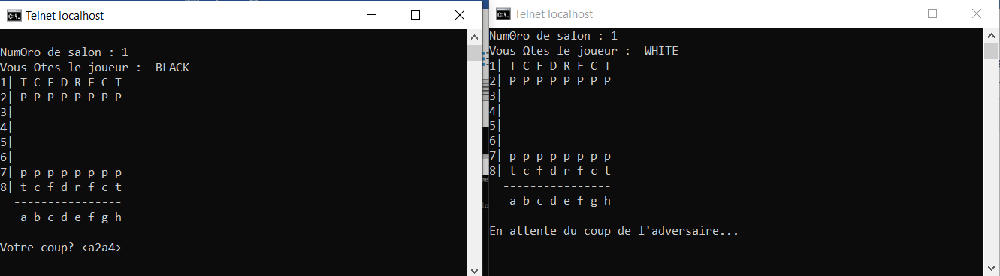 Telnet localhost
Num0ro de salon : 1
Vous Ωtes le joueur :  BLACK
1| T C F D R F C T
2| P P P P P P P P
3|
4|
5|
6|
7| p p p p p p p p
8| t c f d r f c t
----------------
a b c d e f g h
Votre coup? <a2a4>
Telnet localhost
Num0ro de salon : 1
Vous Ωtes le joueur :  WHITE
1| T C F D R F C T
2| P P P P P P P P
3|
4|
5|
6|
7| p p p p p p p p
8| t c f d r f c t
----------------
a b c d e f g h
En attente du coup de l'adversaire...